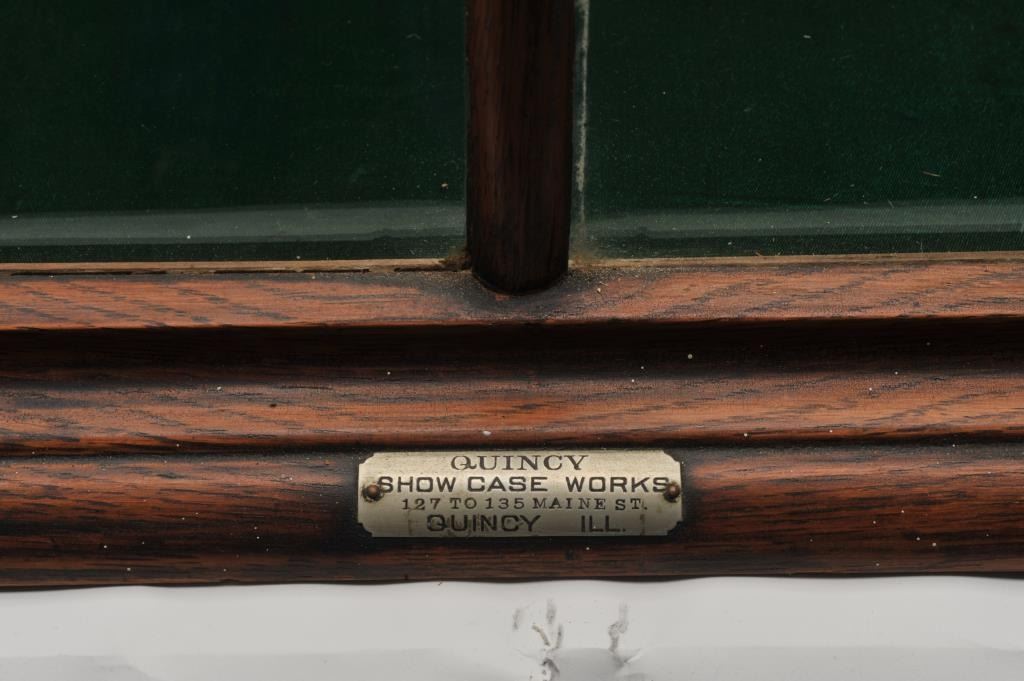 QUINCY
SHOW CASE WORKS
127 TO 135 MAINE ST.
QUINCY ILL.